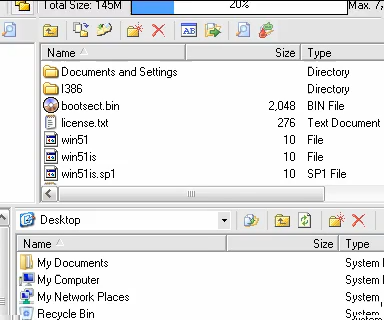 Total Size: 145M 20% Max. 7,
Name Size Type
Documents and Settings Directory
I386 Directory
bootsect.bin 2,048 BIN File
license.txt 276 Text Document
win51 10 File
win51is 10 File
win51is.sp1 10 SP1 File
Desktop
Name Size Type
My Documents System
My Computer System
My Network Places System
Recycle Bin System